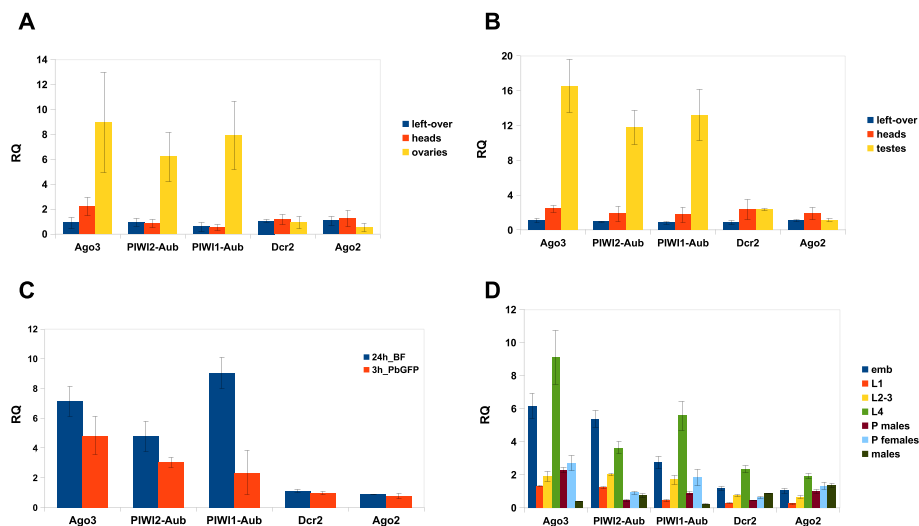 A
14
12
10
8
6
4
2
0
RQ
Ago3 PIWI2-Aub PIWI1-Aub Dcr2 Ago2
left-over
heads
ovaries
B
20
16
12
8
4
0
RQ
Ago3 PIWI2-Aub PIWI1-Aub Dcr2 Ago2
left-over
heads
testes
C
12
10
8
6
4
2
0
RQ
Ago3 PIWI2-Aub PIWI1-Aub Dcr2 Ago2
24h_BF
3h_PbGFP
D
12
10
8
6
4
2
0
RQ
Ago3 PIWI2-Aub PIWI1-Aub Dcr2 Ago2
emb
L1
L2-3
L4
P males
P females
males